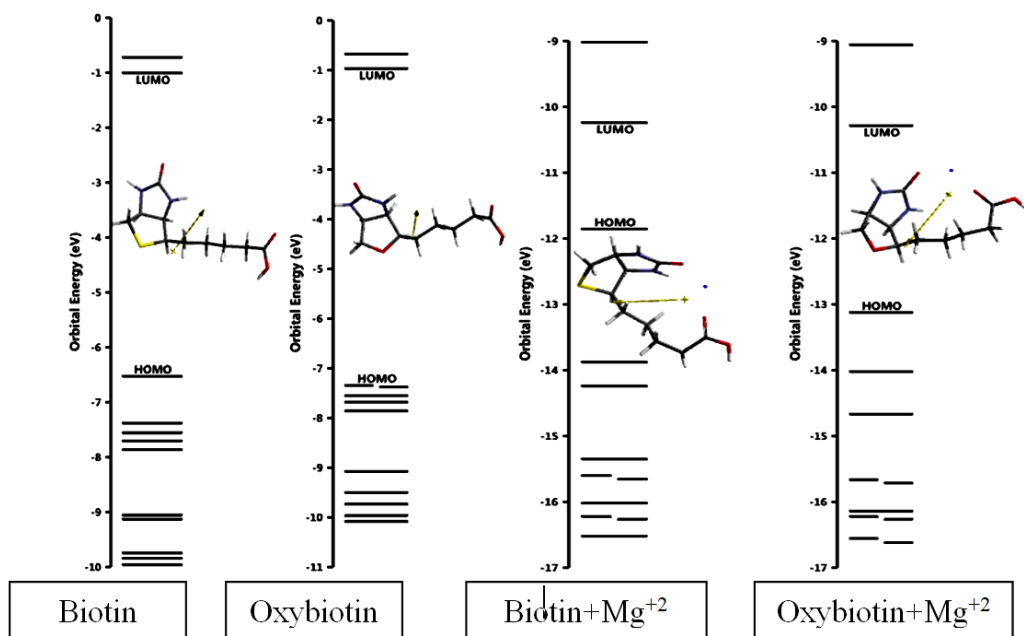 0
-1
-2
-3
-4
-5
-6
-7
-8
-9
-10
Orbital Energy (eV)
LUMO
HOMO
Biotin
0
-1
-2
-3
-4
-5
-6
-7
-8
-9
-10
-11
Orbital Energy (eV)
LUMO
HOMO
Oxybiotin
-9
-10
-11
-12
-13
-14
-15
-16
-17
Orbital Energy (eV)
LUMO
HOMO
Biotin+Mg⁺²
-9
-10
-11
-12
-13
-14
-15
-16
-17
Orbital Energy (eV)
LUMO
HOMO
Oxybiotin+Mg⁺²